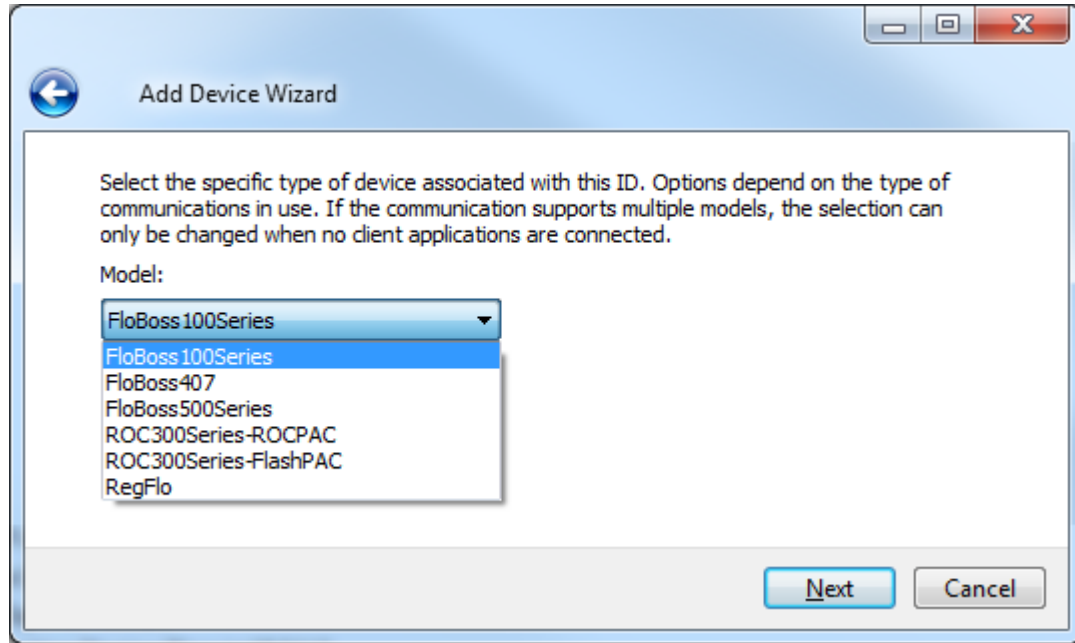 Add Device Wizard
Select the specific type of device associated with this ID. Options depend on the type of
communications in use. If the communication supports multiple models, the selection can
only be changed when no client applications are connected.
Model:
FloBoss100Series
FloBoss100Series
FloBoss407
FloBoss500Series
ROC300Series-ROCPAC
ROC300Series-FlashPAC
RegFlo
Next Cancel